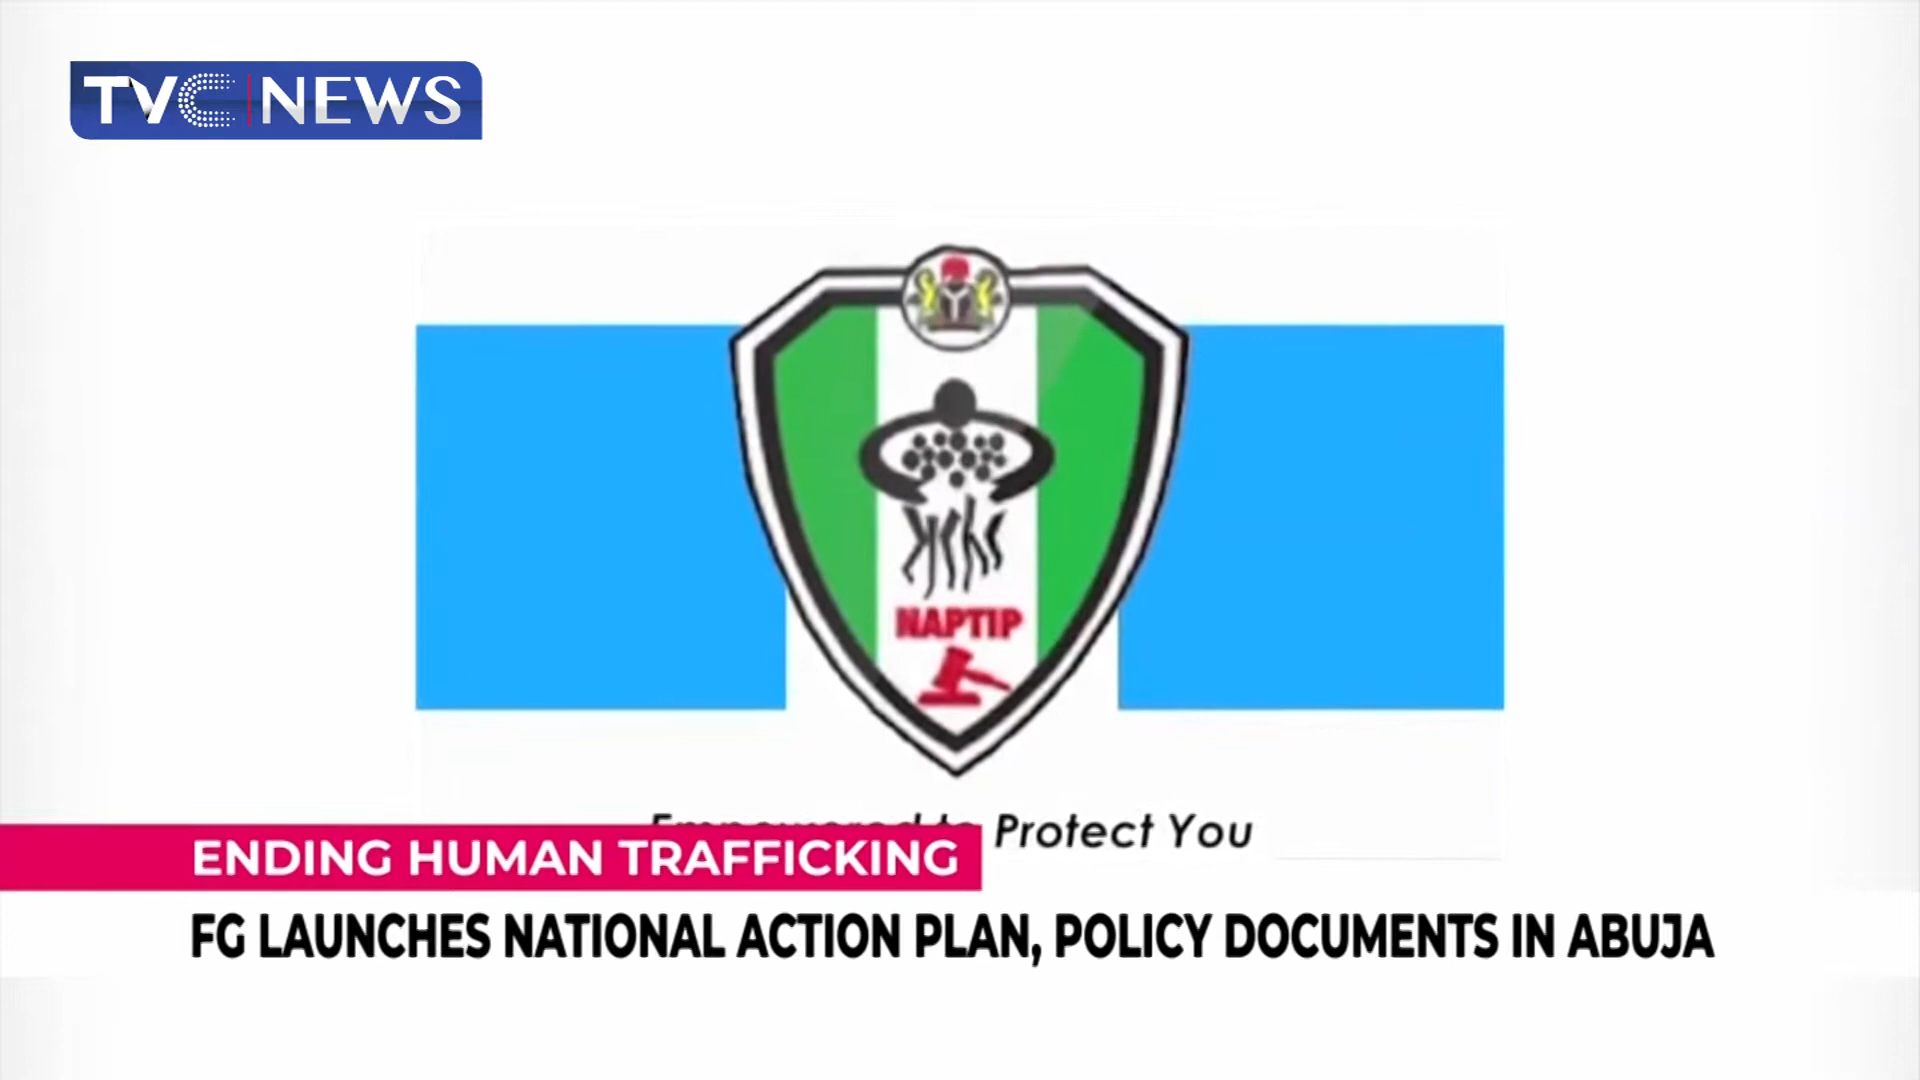 TVC NEWS
NAPTIP
Protect You
ENDING HUMAN TRAFFICKING
FG LAUNCHES NATIONAL ACTION PLAN, POLICY DOCUMENTS IN ABUJA